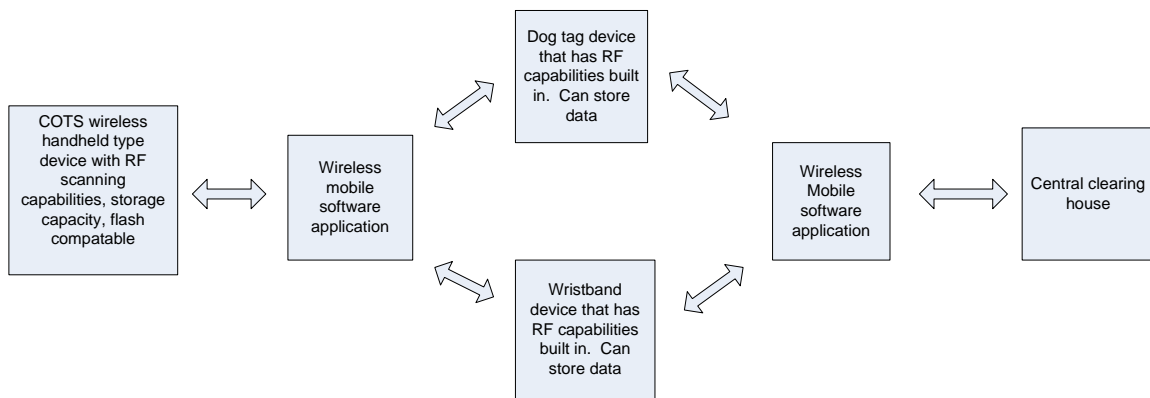 COTS wireless
handheld type
device with RF
scanning
capabilities, storage
capacity, flash
compatable
Wireless
mobile
software
application
Dog tag device
that has RF
capabilities built
in.  Can store
data
Wristband
device that has
RF capabilities
built in.  Can
store data
Wireless
Mobile
software
application
Central clearing
house